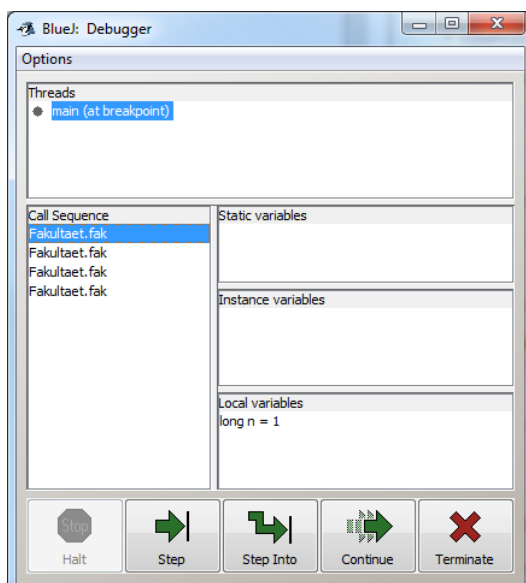 BlueJ: Debugger
Options
Threads
main (at breakpoint)
Call Sequence
Fakultaet.fak
Fakultaet.fak
Fakultaet.fak
Fakultaet.fak
Static variables
Instance variables
Local variables
long n = 1
Stop
Halt
Step
Step Into
Continue
Terminate